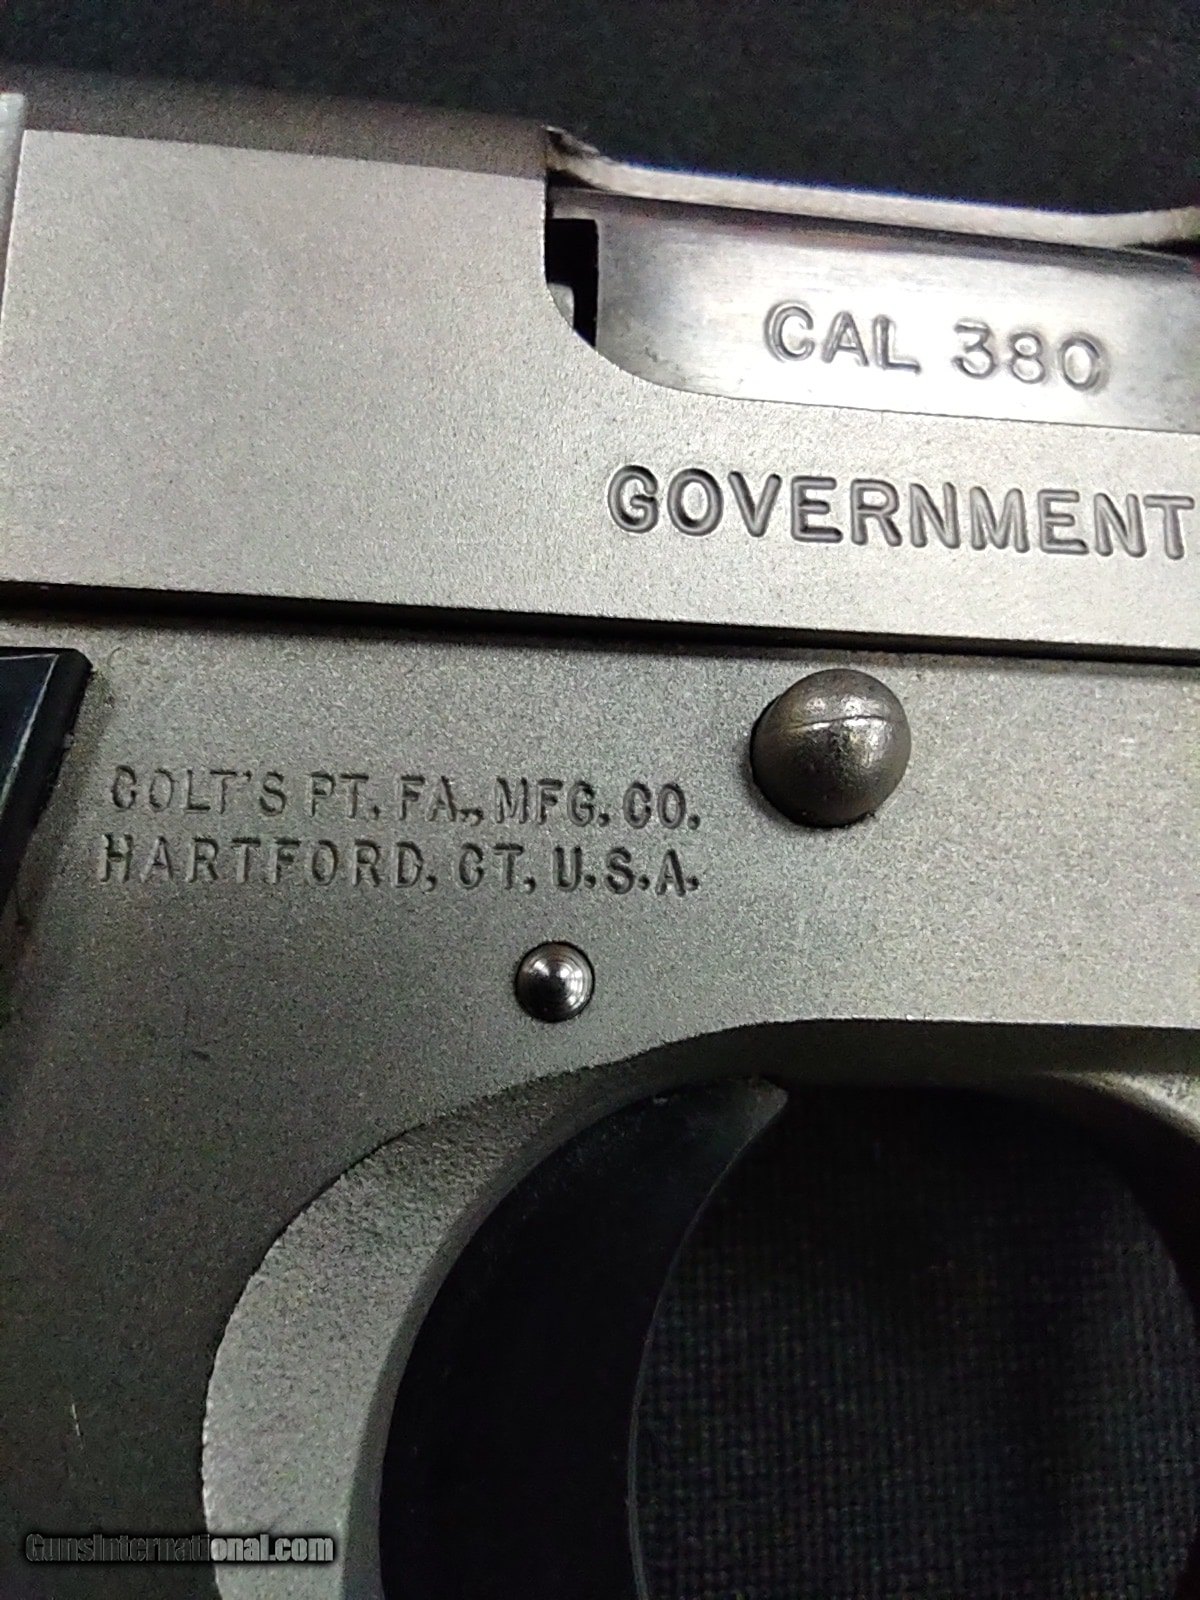 CAL 380
GOVERNMENT
COLT'S PT. FA., MFG. CO.
HARTFORD, CT. U.S.A.
GunsInternational.com